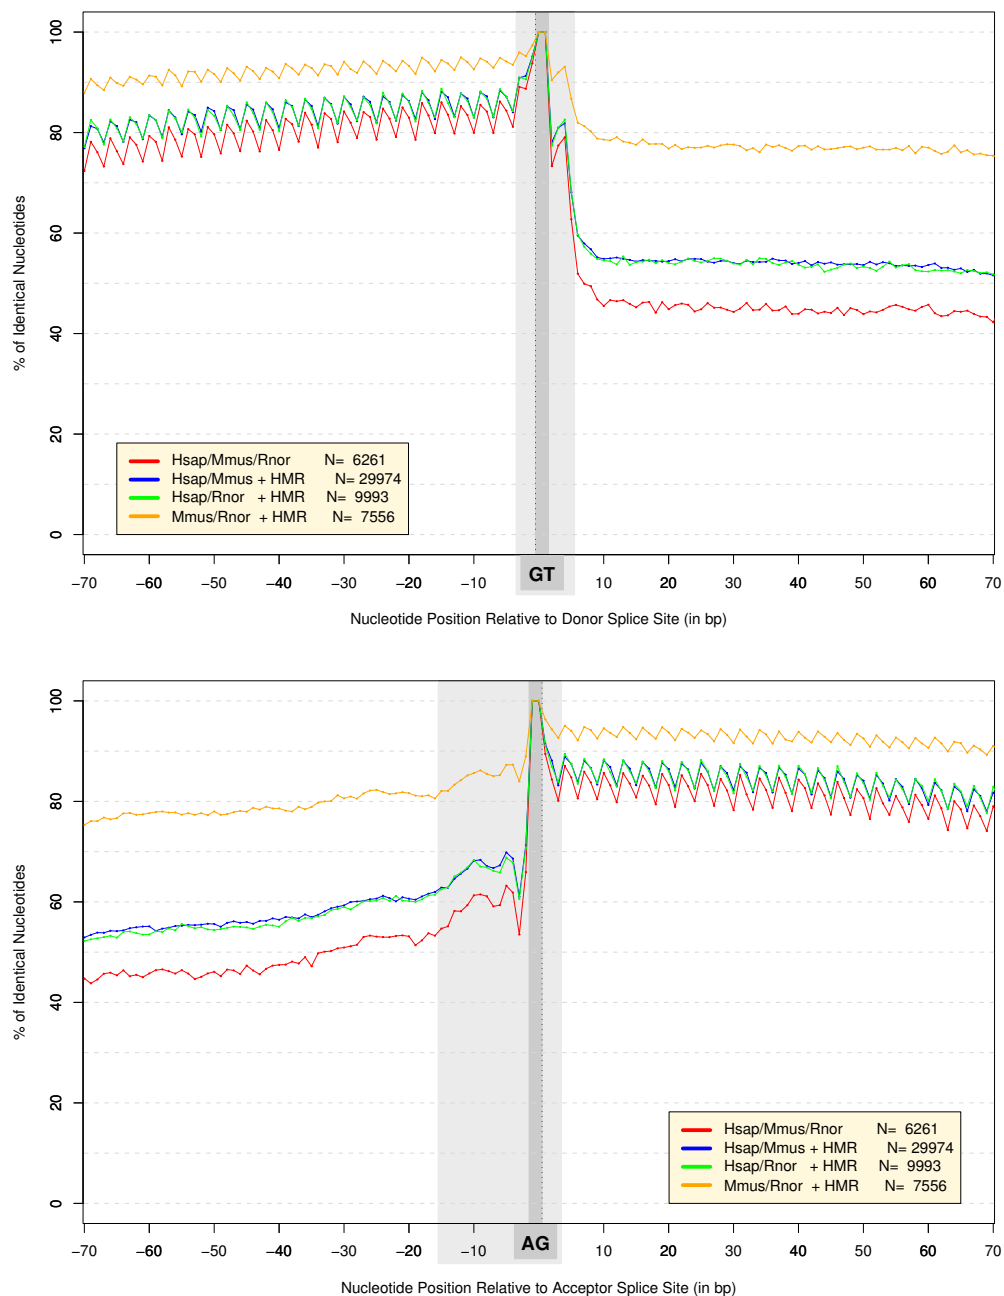 100
80
60
40
20
0
% of Identical Nucleotides
Hsap/Mmus/Rnor N= 6261
Hsap/Mmus + HMR N= 29974
Hsap/Rnor + HMR N= 9993
Mmus/Rnor + HMR N= 7556
−70 −60 −50 −40 −30 −20 −10 GT 10 20 30 40 50 60 70
Nucleotide Position Relative to Donor Splice Site (in bp)
100
80
60
40
20
0
% of Identical Nucleotides
Hsap/Mmus/Rnor N= 6261
Hsap/Mmus + HMR N= 29974
Hsap/Rnor + HMR N= 9993
Mmus/Rnor + HMR N= 7556
−70 −60 −50 −40 −30 −20 −10 AG 10 20 30 40 50 60 70
Nucleotide Position Relative to Acceptor Splice Site (in bp)